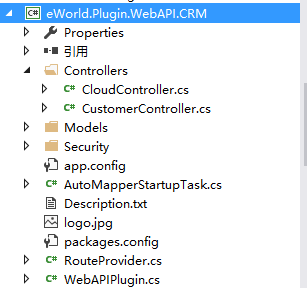 eWorld.Plugin.WebAPI.CRM
Properties
引用
Controllers
CloudController.cs
CustomerController.cs
Models
Security
app.config
AutoMapperStartupTask.cs
Description.txt
logo.jpg
packages.config
RouteProvider.cs
WebAPIPlugin.cs